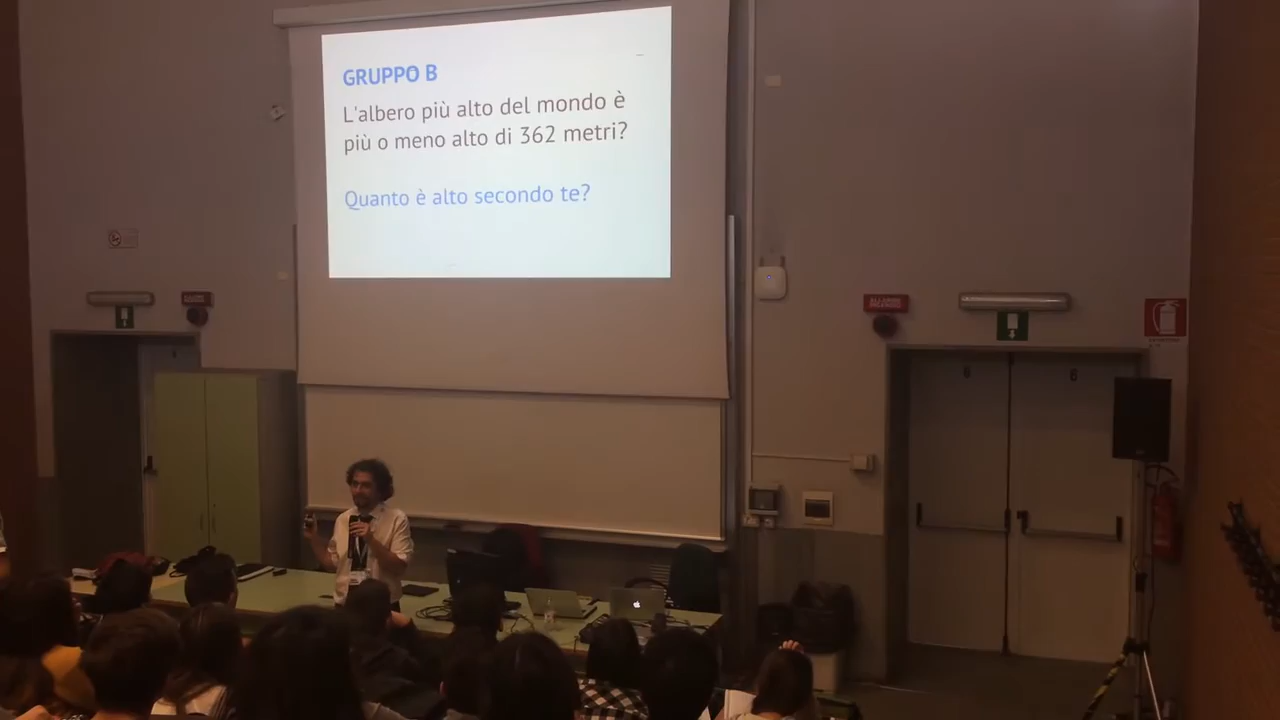 GRUPPO B
L'albero più alto del mondo è
più o meno alto di 362 metri?
Quanto è alto secondo te?